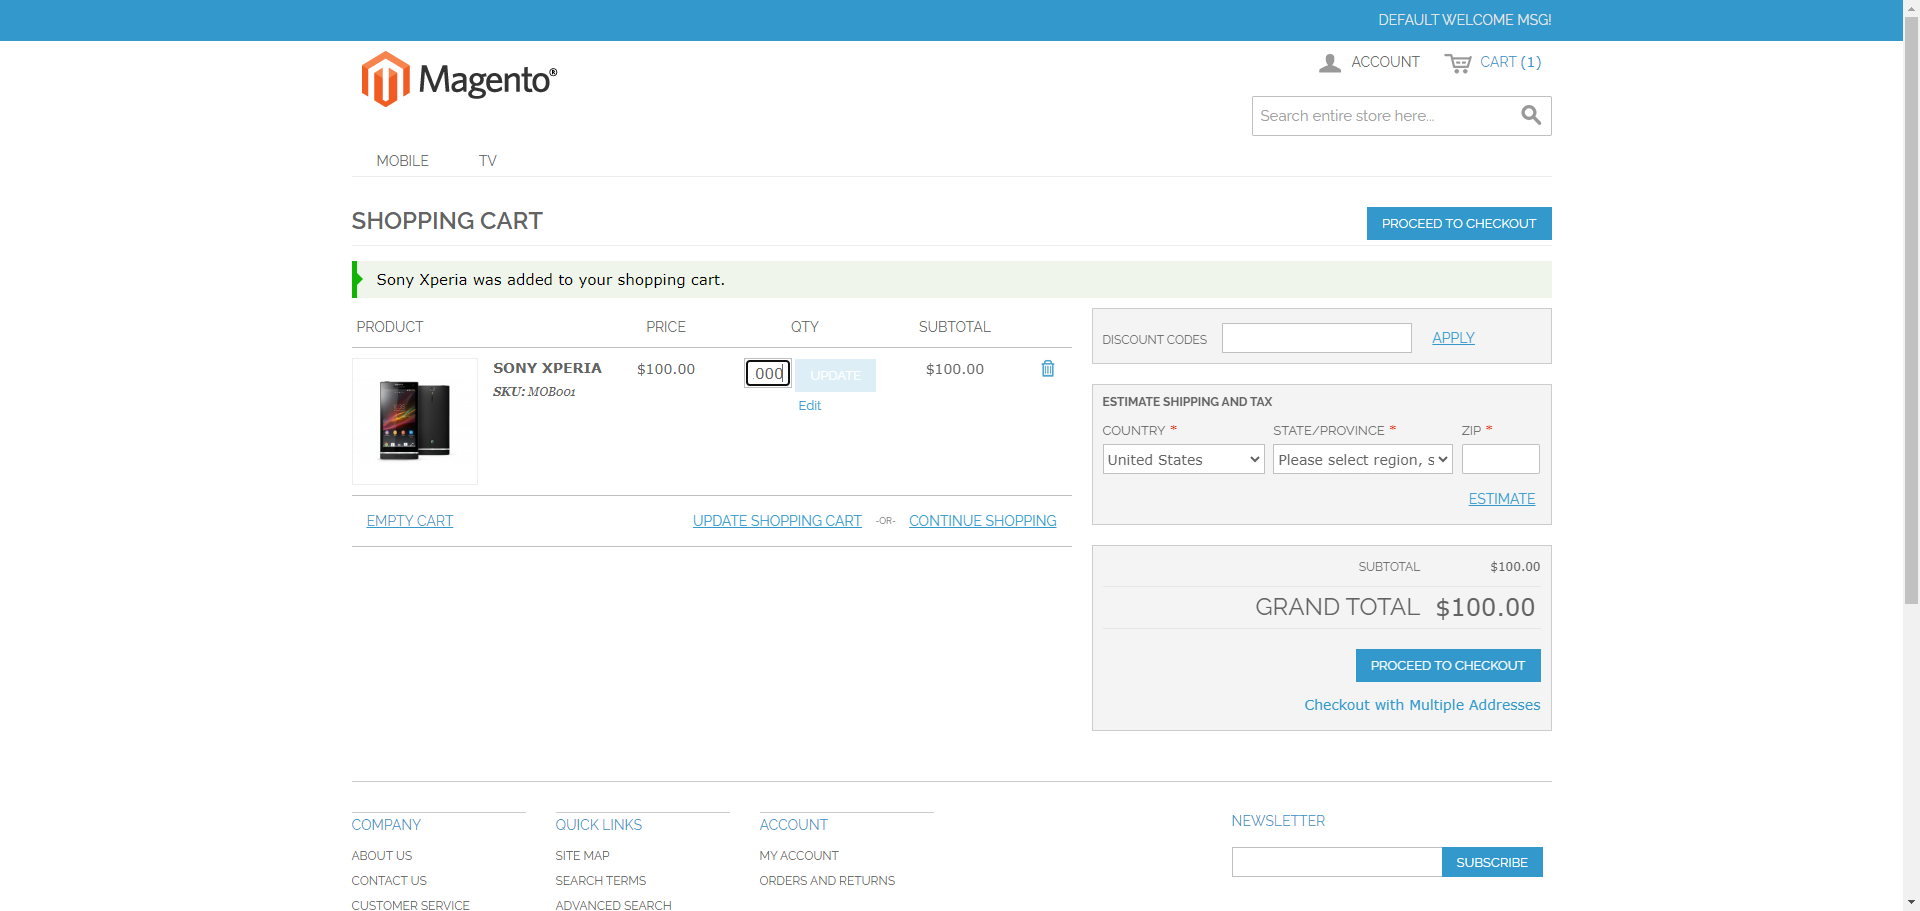 DEFAULT WELCOME MSG!
Magento®
ACCOUNT
CART (1)
Search entire store here...
MOBILE
TV
SHOPPING CART
PROCEED TO CHECKOUT
Sony Xperia was added to your shopping cart.
PRODUCT PRICE QTY SUBTOTAL
SONY XPERIA $100.00 000 UPDATE $100.00
SKU: MOB001
Edit
EMPTY CART UPDATE SHOPPING CART -OR- CONTINUE SHOPPING
DISCOUNT CODES APPLY
ESTIMATE SHIPPING AND TAX
COUNTRY * STATE/PROVINCE * ZIP *
United States Please select region, s
ESTIMATE
SUBTOTAL $100.00
GRAND TOTAL $100.00
PROCEED TO CHECKOUT
Checkout with Multiple Addresses
COMPANY
ABOUT US
CONTACT US
CUSTOMER SERVICE
QUICK LINKS
SITE MAP
SEARCH TERMS
ADVANCED SEARCH
ACCOUNT
MY ACCOUNT
ORDERS AND RETURNS
NEWSLETTER
SUBSCRIBE